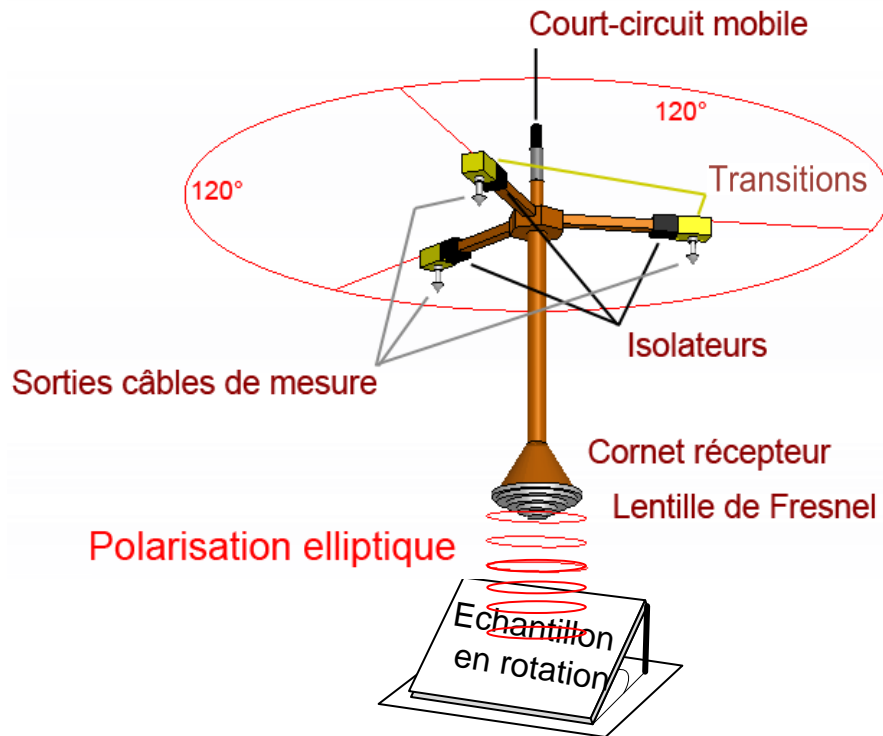 Court-circuit mobile
120°
120°
Transitions
Isolateurs
Sorties câbles de mesure
Cornet récepteur
Lentille de Fresnel
Polarisation elliptique
Echantillon
en rotation